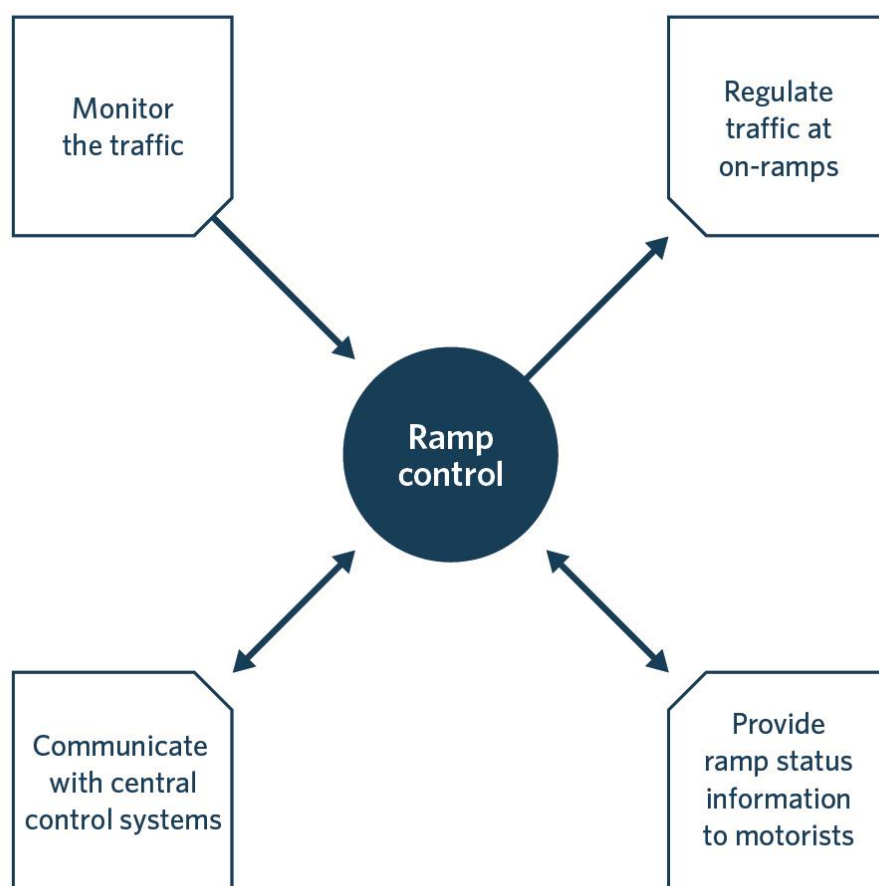 Monitor
the traffic
Regulate
traffic at
on-ramps
Ramp
control
Communicate
with central
control systems
Provide
ramp status
information
to motorists